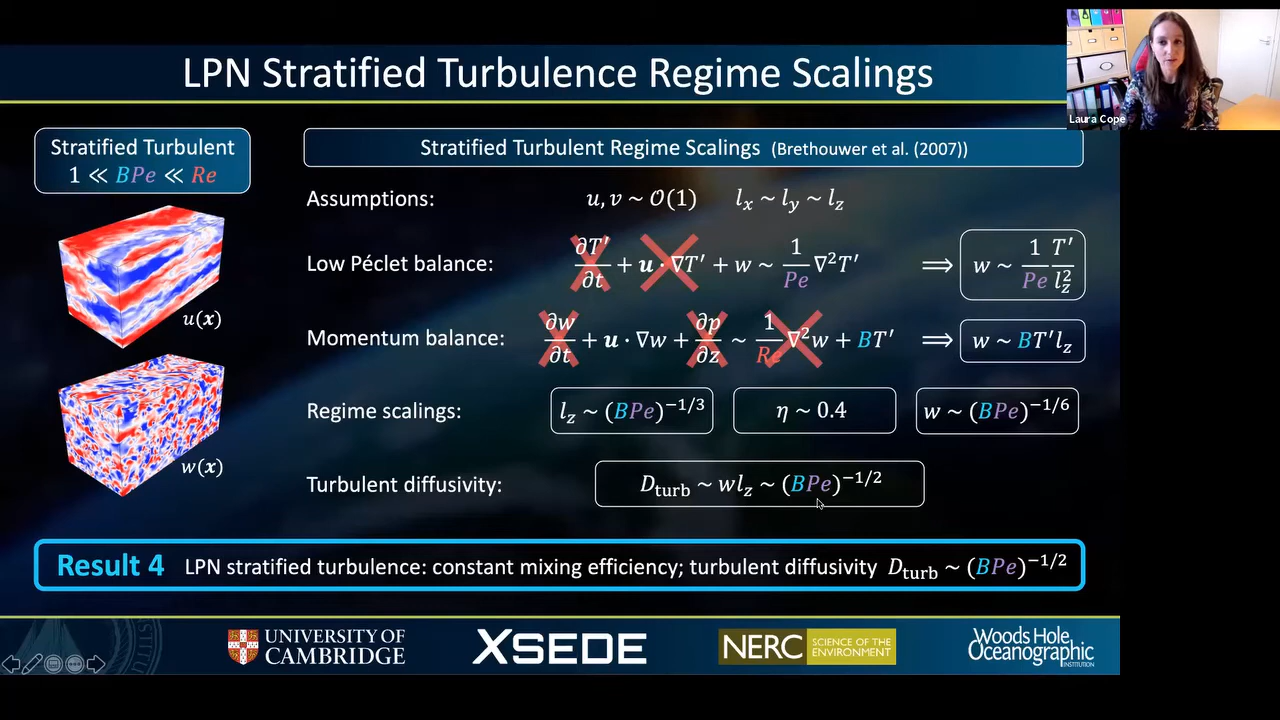 LPN Stratified Turbulence Regime Scalings
Laura Cope
Stratified Turbulent
1 ≪ BPe ≪ Re
u(x)
w(x)
Stratified Turbulent Regime Scalings (Brethouwer et al. (2007))
Assumptions: u, v ~ O(1) l_x ~ l_y ~ l_z
Low Péclet balance: ∂T′/∂t + u · ∇T′ + w ~ 1/Pe ∇²T′ ⟹ w ~ 1/Pe T′/l_z²
Momentum balance: ∂w/∂t + u · ∇w + ∂p/∂z ~ 1/Re ∇²w + BT′ ⟹ w ~ BT′l_z
Regime scalings: l_z ~ (BPe)^{-1/3} η ~ 0.4 w ~ (BPe)^{-1/6}
Turbulent diffusivity: D_turb ~ wl_z ~ (BPe)^{-1/2}
Result 4 LPN stratified turbulence: constant mixing efficiency; turbulent diffusivity D_turb ~ (BPe)^{-1/2}
UNIVERSITY OF
CAMBRIDGE
XSEDE
NERC SCIENCE OF THE
ENVIRONMENT
Woods Hole
Oceanographic
INSTITUTION